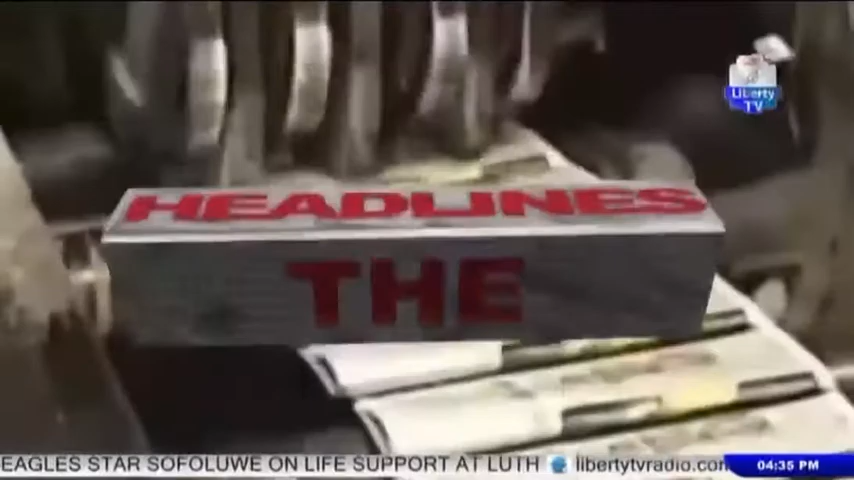 Liberty
TV
HEADLINES
THE
EAGLES STAR SOFOLUWE ON LIFE SUPPORT AT LUTH libertytvradio.com 04:35 PM